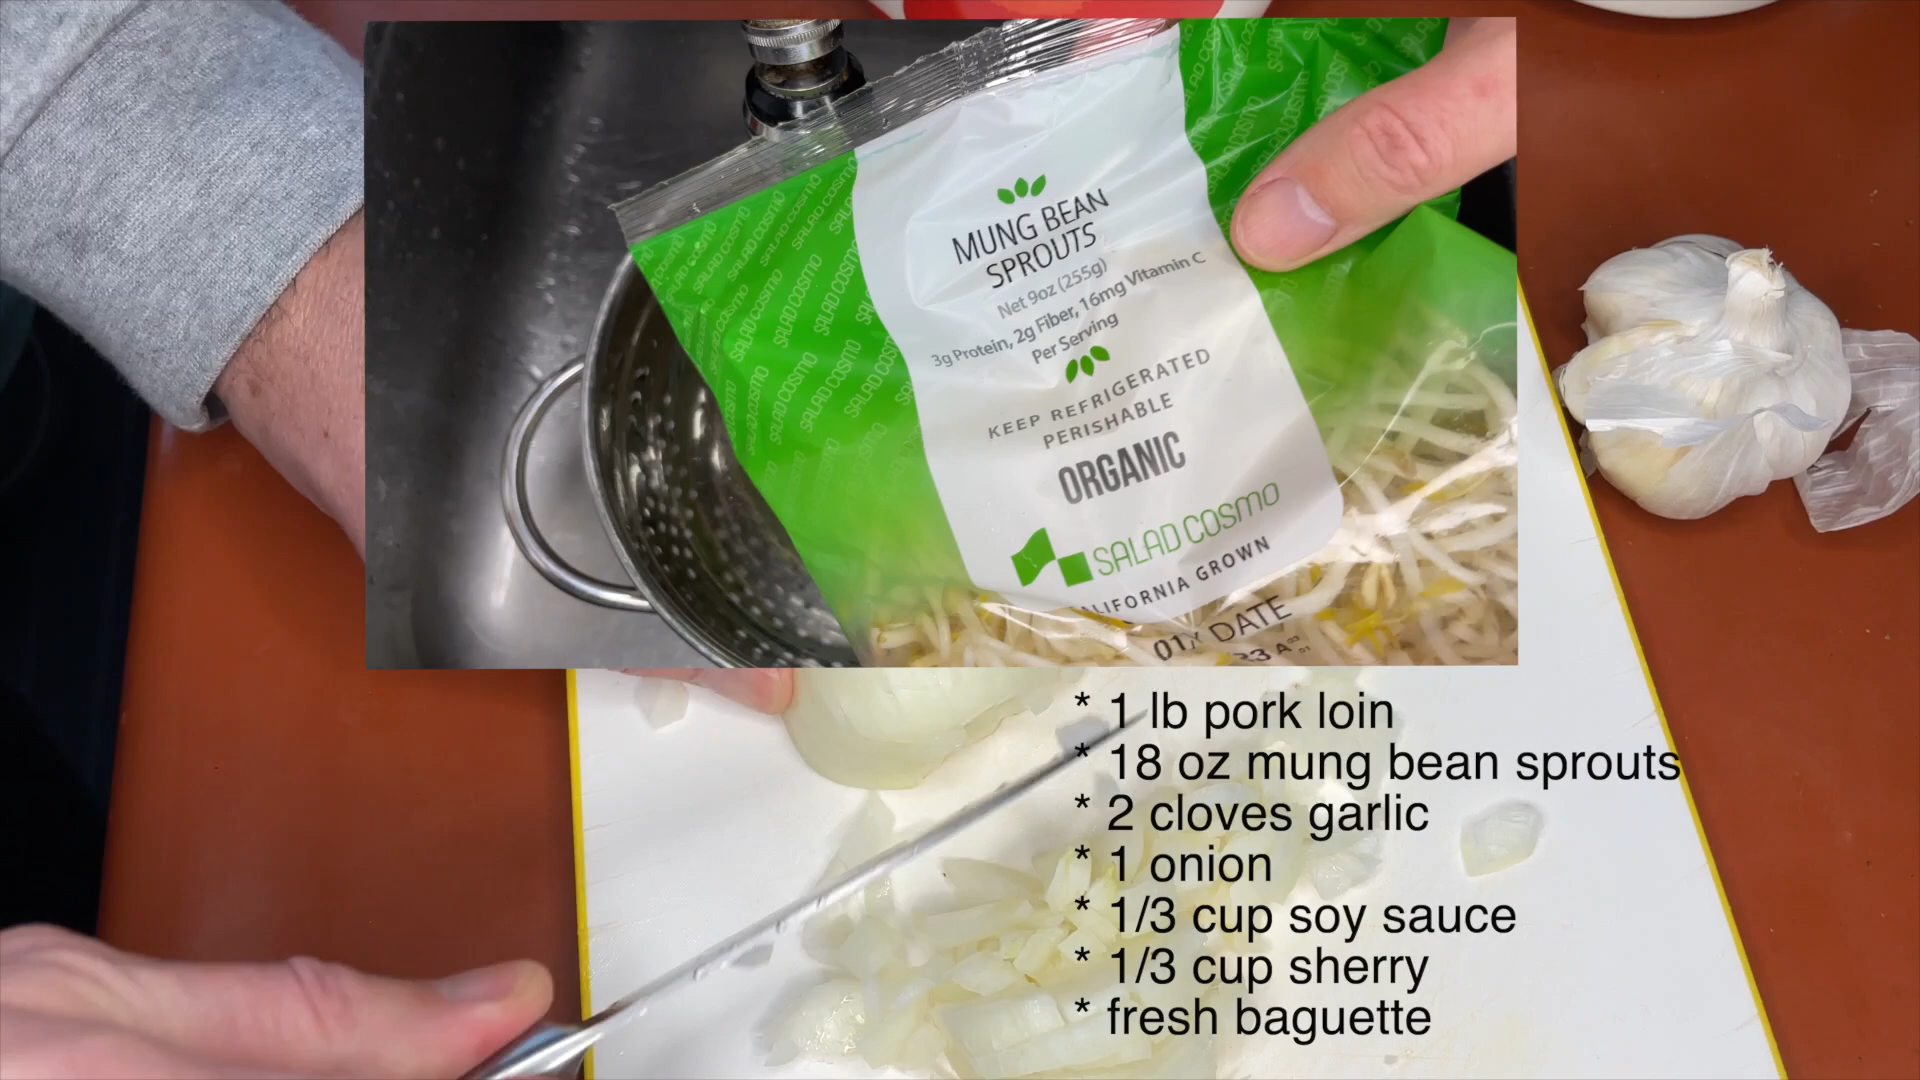 MUNG BEAN
SPROUTS
Net 9oz (255g)
3g Protein, 2g Fiber, 16mg Vitamin C
Per Serving
KEEP REFRIGERATED
PERISHABLE
ORGANIC
SALAD COSMO
ALIFORNIA GROWN
DATE
* 1 lb pork loin
* 18 oz mung bean sprouts
* 2 cloves garlic
* 1 onion
* 1/3 cup soy sauce
* 1/3 cup sherry
* fresh baguette